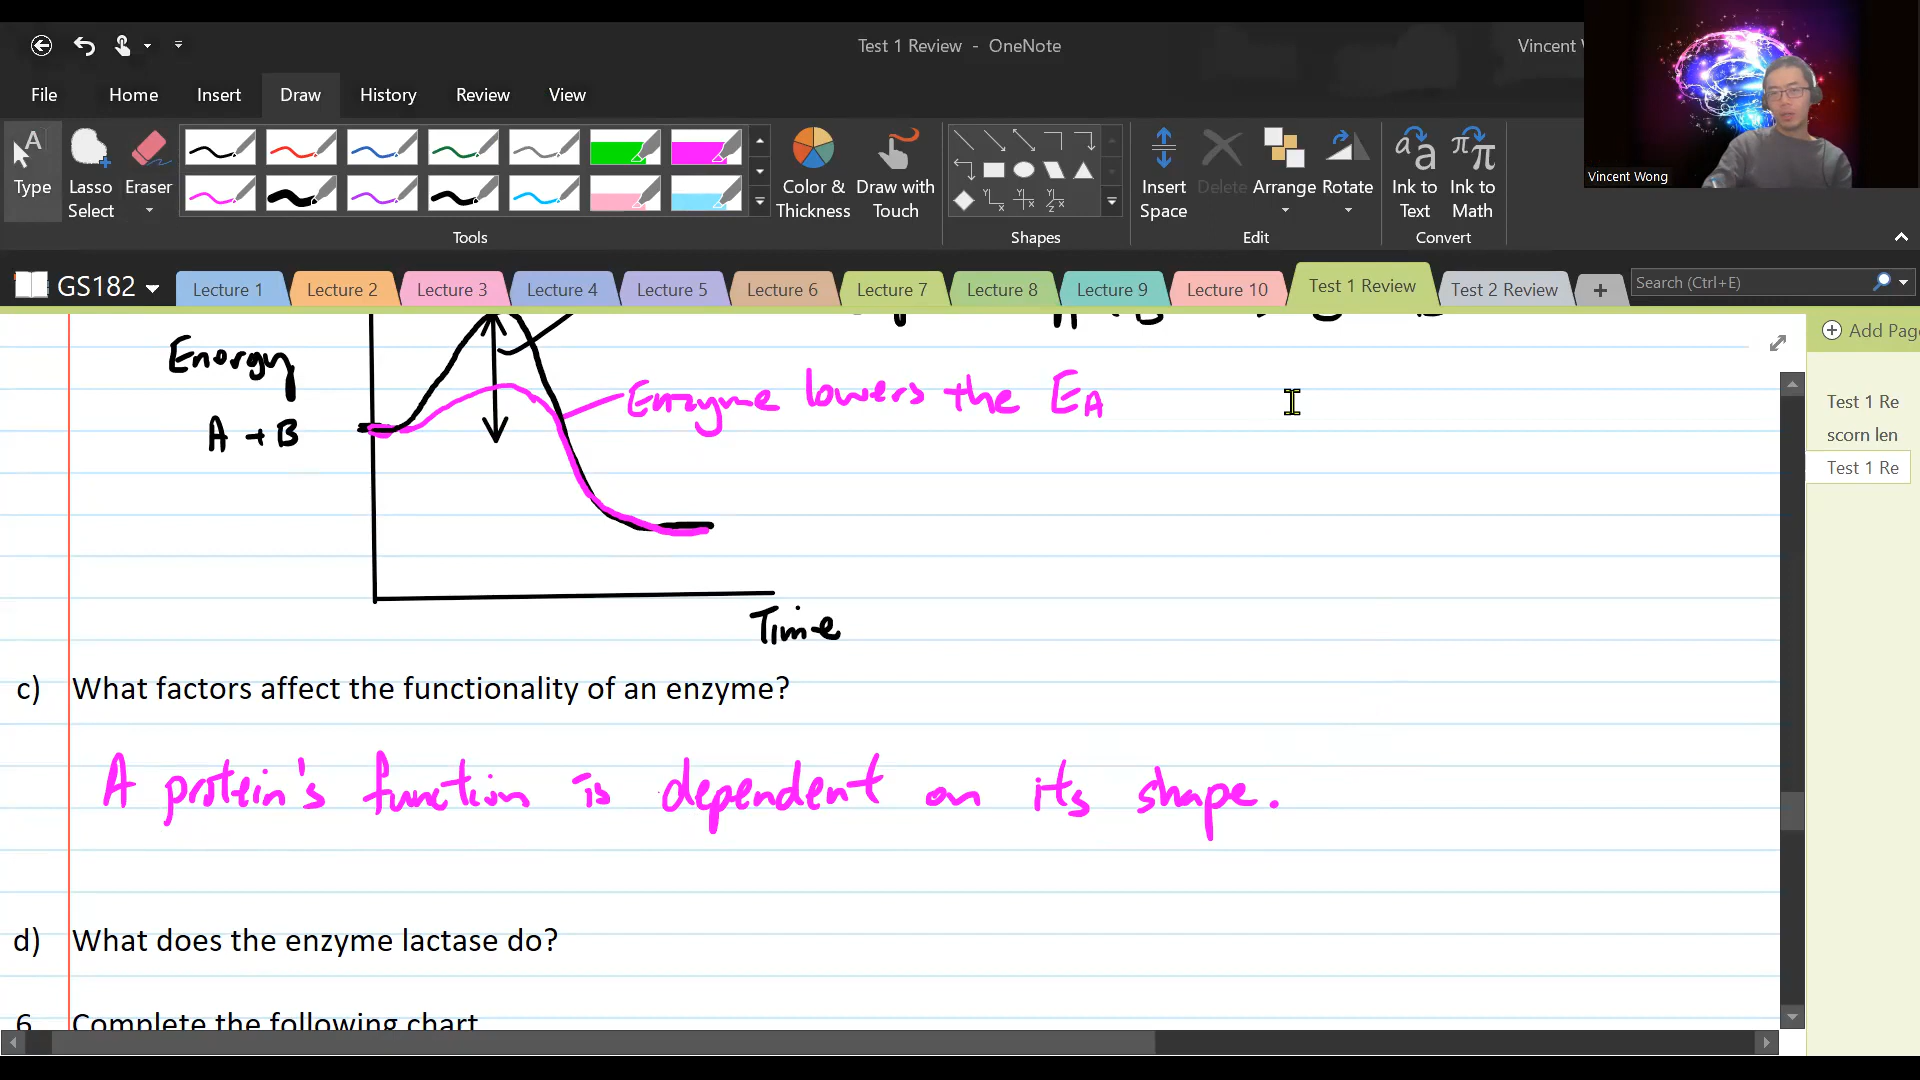 Test 1 Review - OneNote
Vincent
Vincent Wong
File Home Insert Draw History Review View
Type
Lasso Select
Eraser
Color & Thickness
Draw with Touch
Insert Space
Delete
Arrange
Rotate
Ink to Text
Ink to Math
Tools
Shapes
Edit
Convert
GS182
Lecture 1 Lecture 2 Lecture 3 Lecture 4 Lecture 5 Lecture 6 Lecture 7 Lecture 8 Lecture 9 Lecture 10 Test 1 Review Test 2 Review +
Search (Ctrl+E)
Add Pag
Test 1 Re
scorn len
Test 1 Re
Energy
Enzyme lowers the EA
A + B
Time
c) What factors affect the functionality of an enzyme?
A protein's function is dependent on its shape.
d) What does the enzyme lactase do?
6 Complete the following chart